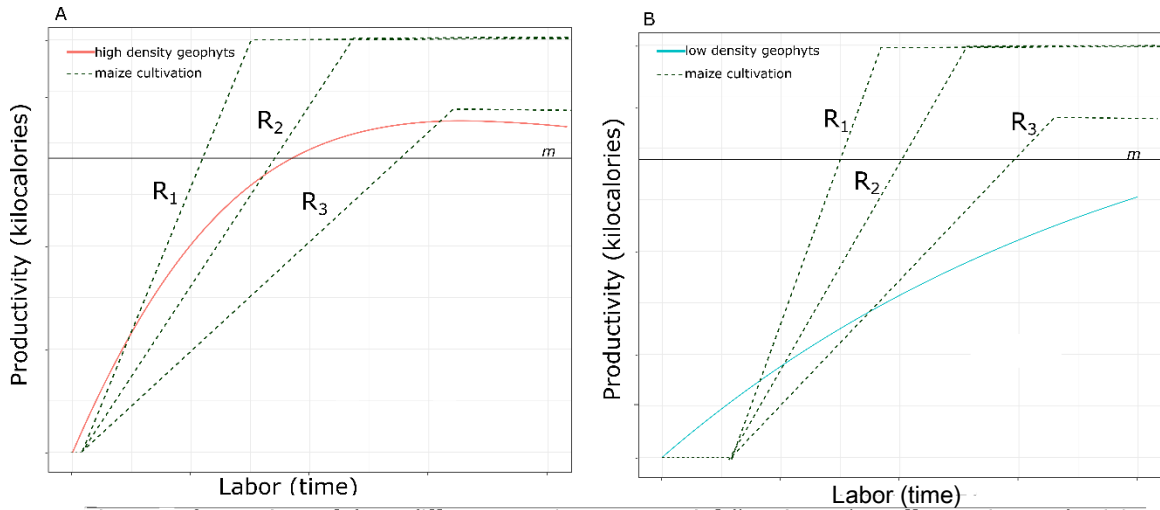 A
high density geophyts
maize cultivation
R1
R2
R3
m
Productivity (kilocalories)
Labor (time)
B
low density geophyts
maize cultivation
R1
R2
R3
m
Productivity (kilocalories)
Labor (time)